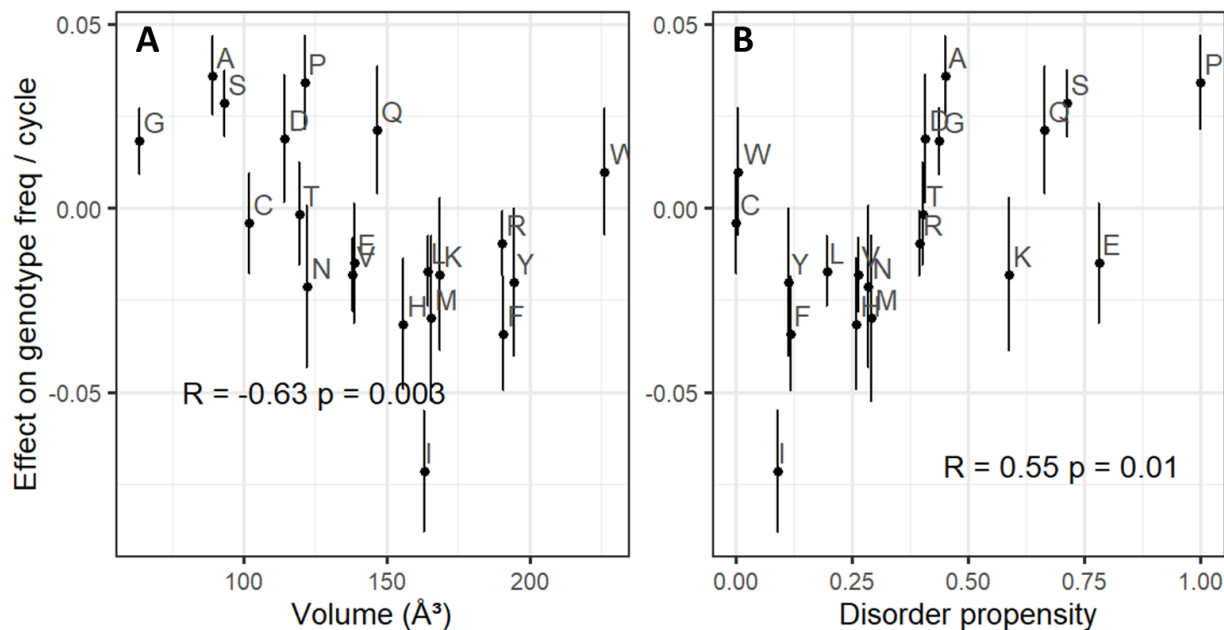 Effect on genotype freq / cycle
0.05
0.00
-0.05
A
A
S
P
G
D
Q
W
C
T
N
E
V
L
K
R
Y
H
M
F
I
R = -0.63 p = 0.003
100
150
200
Volume (Å³)
0.05
0.00
-0.05
B
A
P
S
Q
D
G
W
C
T
R
Y
L
V
N
K
E
F
H
M
I
R = 0.55 p = 0.01
0.00
0.25
0.50
0.75
1.00
Disorder propensity